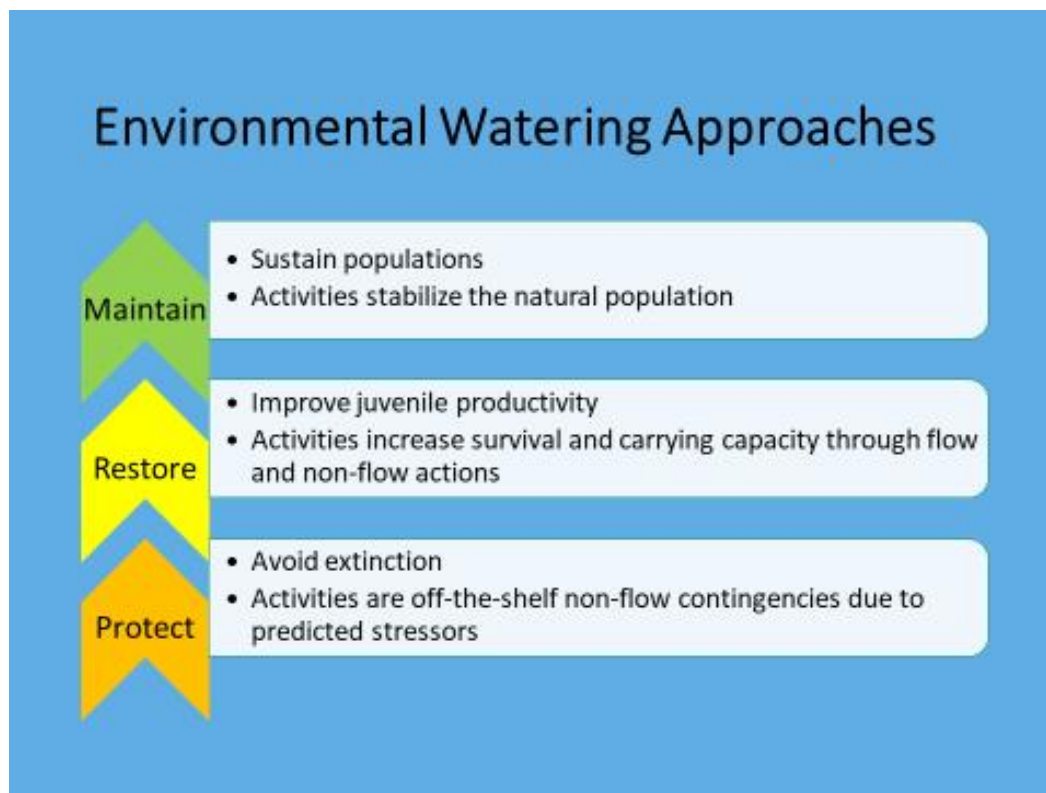 Environmental Watering Approaches
Maintain
• Sustain populations
• Activities stabilize the natural population
Restore
• Improve juvenile productivity
• Activities increase survival and carrying capacity through flow
and non-flow actions
Protect
• Avoid extinction
• Activities are off-the-shelf non-flow contingencies due to
predicted stressors